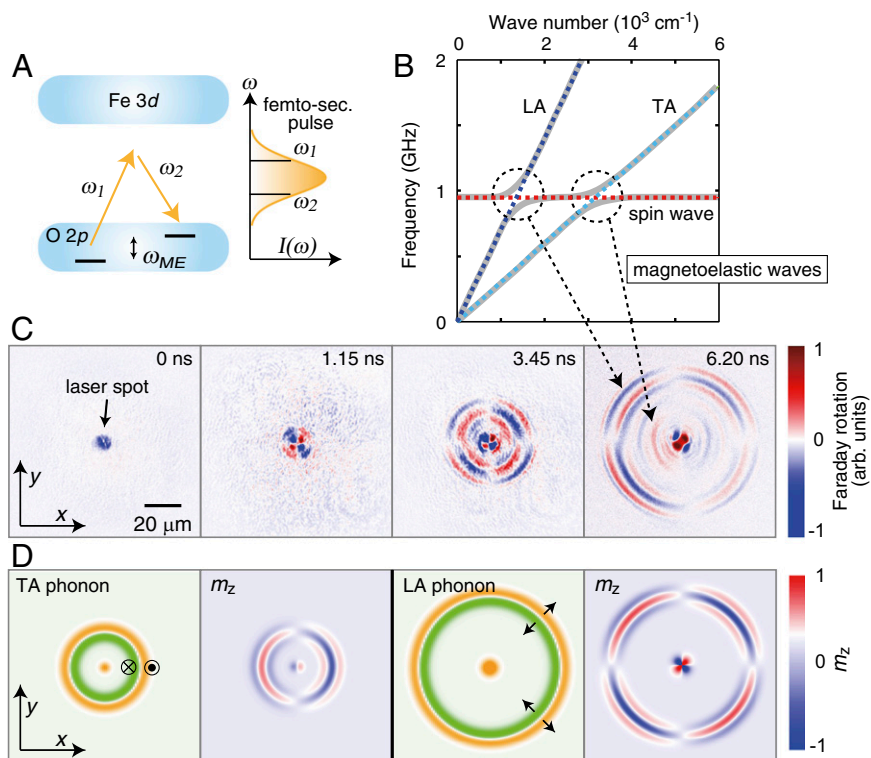 A
Fe 3d
ω1
ω2
O 2p
ωME
ω
femto-sec.
pulse
ω1
ω2
I(ω)
B
Wave number (10³ cm⁻¹)
0 2 4 6
Frequency (GHz)
2
1
0
LA
TA
spin wave
magnetoelastic waves
C
0 ns
laser spot
y
x
20 μm
1.15 ns
3.45 ns
6.20 ns
1
0
-1
Faraday rotation
(arb. units)
D
TA phonon
y
x
mz
LA phonon
mz
1
0
-1
mz